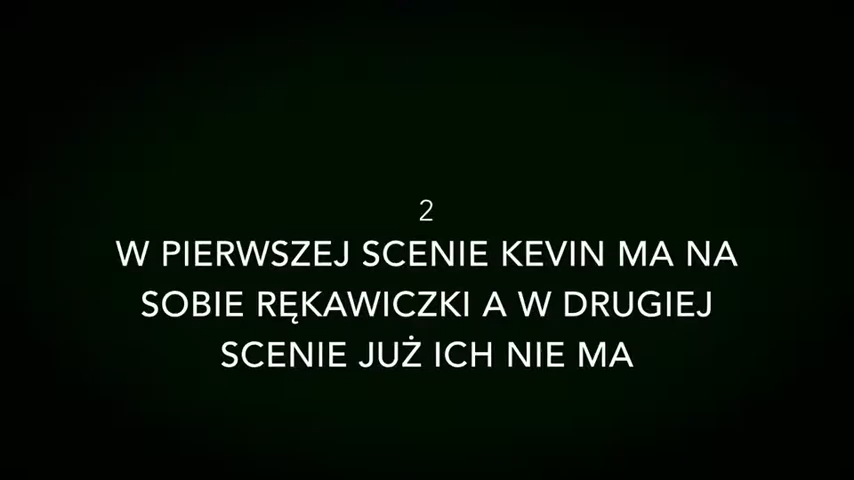 2
W PIERWSZEJ SCENIE KEVIN MA NA
SOBIE RĘKAWICZKI A W DRUGIEJ
SCENIE JUŻ ICH NIE MA